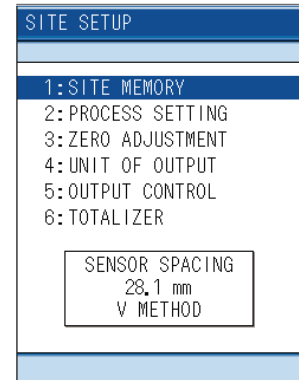 SITE SETUP
1:SITE MEMORY
2:PROCESS SETTING
3:ZERO ADJUSTMENT
4:UNIT OF OUTPUT
5:OUTPUT CONTROL
6:TOTALIZER
SENSOR SPACING
28.1 mm
V METHOD